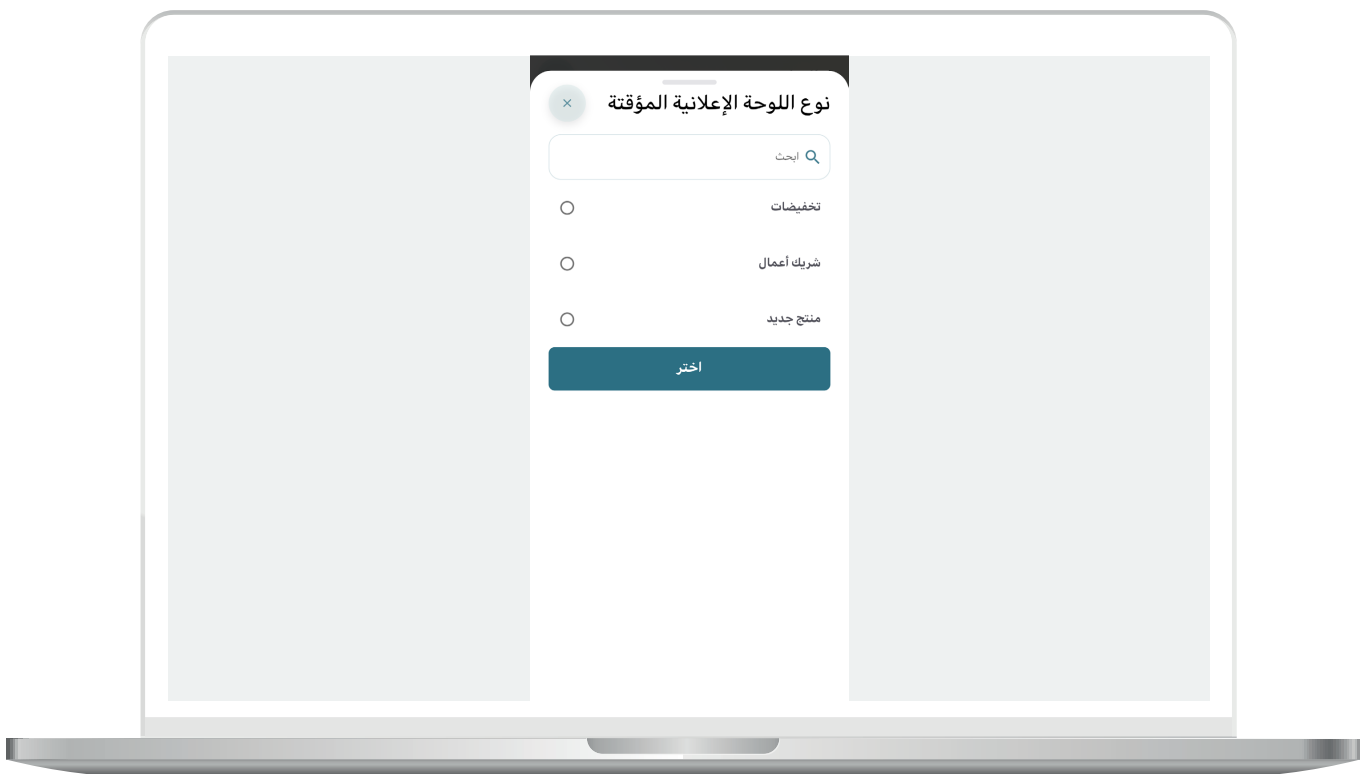 نوع اللوحة الإعلانية المؤقتة
ابحث
تخفيضات
شريك أعمال
منتج جديد
اختر